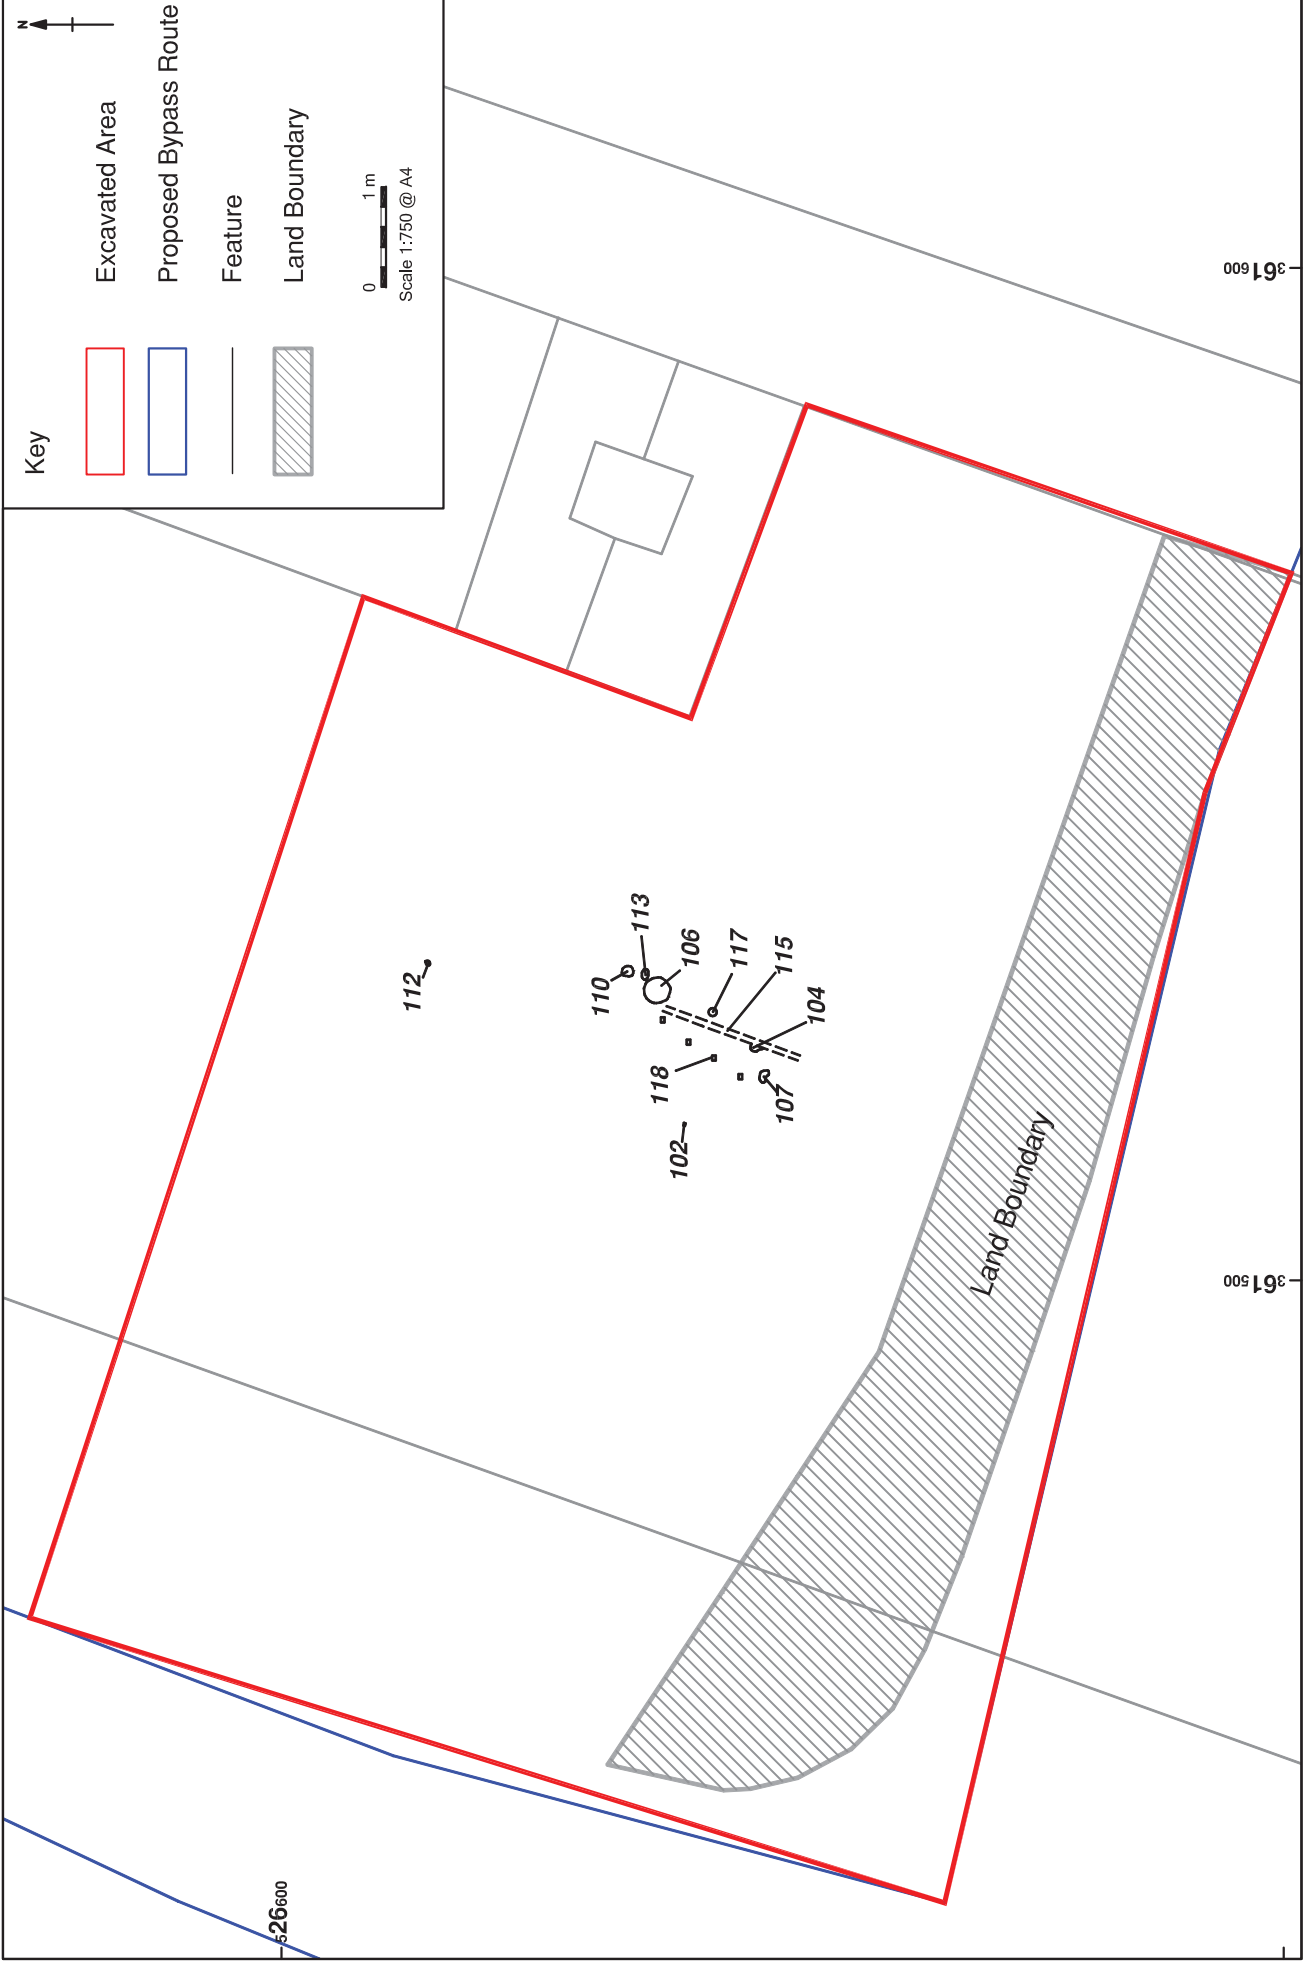 Key
Excavated Area
Proposed Bypass Route
Feature
Land Boundary
N
0 1 m
Scale 1:750 @ A4
112
110
113
106
117
115
104
118
107
102
Land Boundary
526600
361500
361600